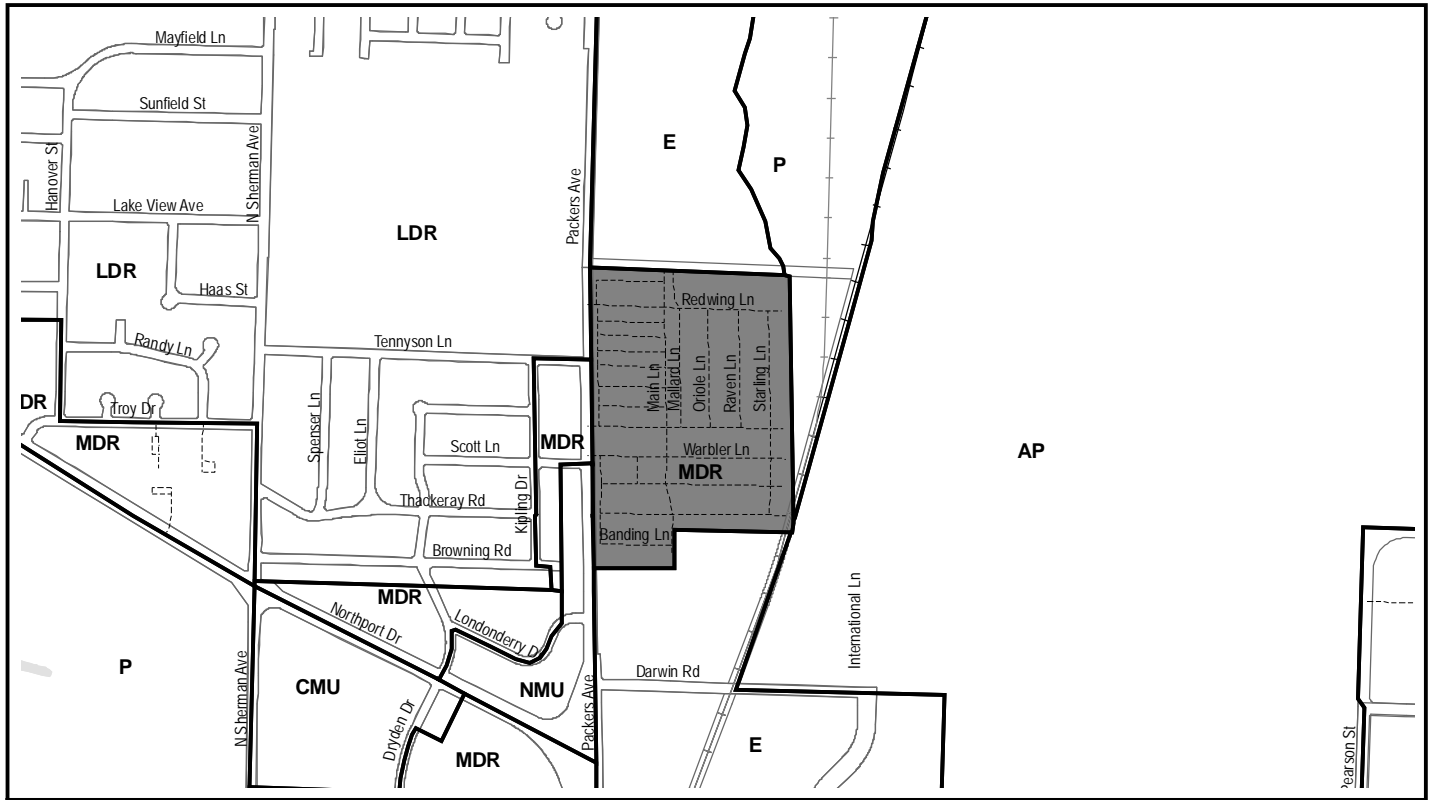 Mayfield Ln
Sunfield St
Hanover St
N Sherman Ave
Lake View Ave
Packers Ave
E
P
LDR
LDR
Haas St
Redwing Ln
Randy Ln
Tennyson Ln
Main Ln
Mallard Ln
Oriole Ln
Raven Ln
Starling Ln
DR
Troy Dr
MDR
Spenser Ln
Eliot Ln
Scott Ln
MDR
Warbler Ln
MDR
AP
Thackeray Rd
Kipling Dr
Browning Rd
Banding Ln
MDR
Northport Dr
Londonderry D
International Ln
P
N Sherman Ave
CMU
NMU
Darwin Rd
Packers Ave
Dryden Dr
MDR
E
Pearson St